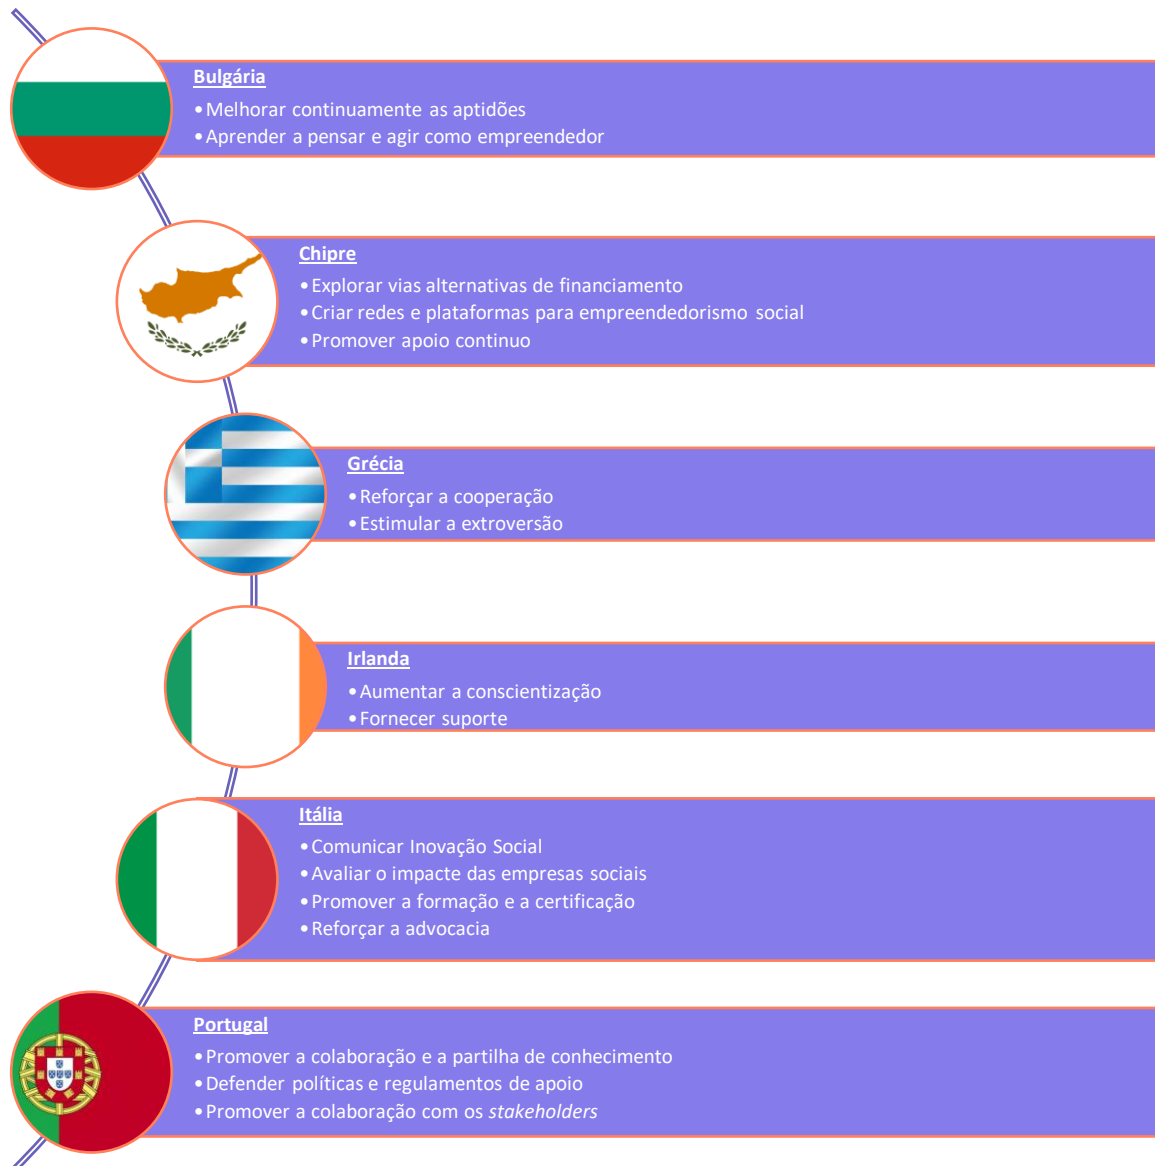 Bulgária
•Melhorar continuamente as aptidões
•Aprender a pensar e agir como empreendedor
Chipre
•Explorar vias alternativas de financiamento
•Criar redes e plataformas para empreendedorismo social
•Promover apoio continuo
Grécia
•Reforçar a cooperação
•Estimular a extroversão
Irlanda
•Aumentar a conscientização
•Fornecer suporte
Itália
•Comunicar Inovação Social
•Avaliar o impacte das empresas sociais
•Promover a formação e a certificação
•Reforçar a advocacia
Portugal
•Promover a colaboração e a partilha de conhecimento
•Defender políticas e regulamentos de apoio
•Promover a colaboração com os stakeholders